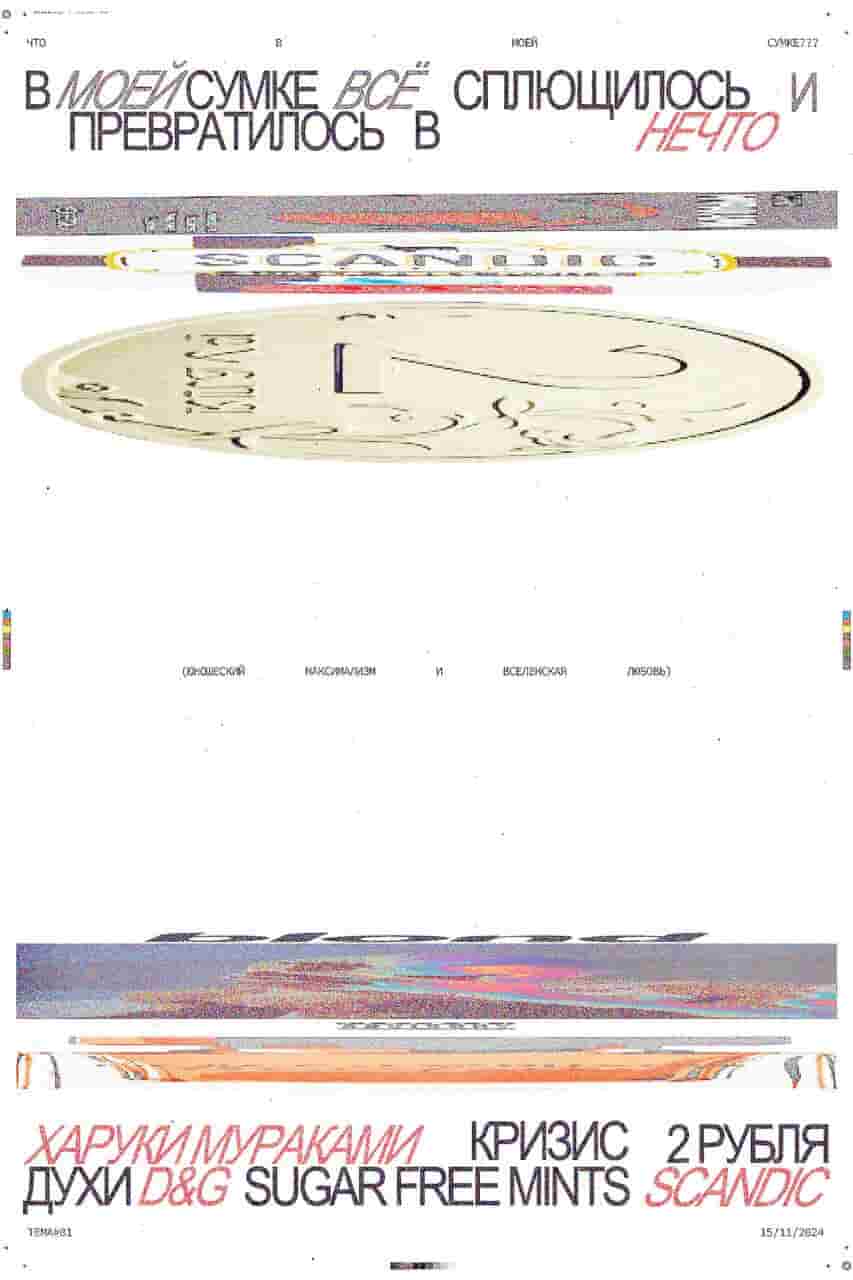 ЧТО В МОЕЙ СУМКЕ???
В МОЕЙ СУМКЕ ВСЁ СПЛЮЩИЛОСЬ И
ПРЕВРАТИЛОСЬ В НЕЧТО
SCANDIC
(ЮНОШЕСКИЙ МАКСИМАЛИЗМ И ВСЕЛЕНСКАЯ ЛЮБОВЬ)
blond
ХАРУКИ МУРАКАМИ КРИЗИС 2 РУБЛЯ
ДУХИ D&G SUGAR FREE MINTS SCANDIC
ТЕМА#01 15/11/2024